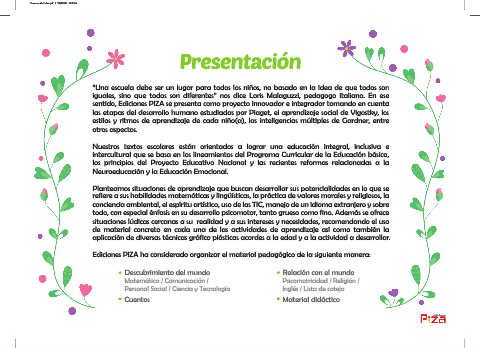 Presentación
"Una escuela debe ser un lugar para todos los niños, no basado en la idea de que todos son
iguales, sino que todos son diferentes" nos dice Loris Malaguzzi, pedagogo italiano. En ese
sentido, Ediciones PIZA se presenta como proyecto innovador e integrador tomando en cuenta
las etapas del desarrollo humano estudiadas por Piaget, el aprendizaje social de Vigostky, los
estilos y ritmos de aprendizaje de cada niño(a), las inteligencias múltiples de Gardner, entre
otros aspectos.
Nuestros textos escolares están orientados a lograr una educación integral, inclusiva e
intercultural que se basa en los lineamientos del Programa Curricular de la Educación básica,
los principios del Proyecto Educativo Nacional y las recientes reformas relacionadas a la
Neuroeducación y la Educación Emocional.
Planteamos situaciones de aprendizaje que buscan desarrollar sus potencialidades en lo que se
refiere a sus habilidades matemáticas y lingüísticas, la práctica de valores morales y religiosos, la
conciencia ambiental, el espíritu artístico, uso de las TIC, manejo de un idioma extranjero y sobre
todo, con especial énfasis en su desarrollo psicomotor, tanto grueso como fino. Además se ofrece
situaciones lúdicas cercanas a su realidad y a sus intereses y necesidades, recomendando el uso
de material concreto en cada una de las actividades de aprendizaje así como también la
aplicación de diversas técnicas gráfico plásticas acordes a la edad y a la actividad a desarrollar.
Ediciones PIZA ha considerado organizar el material pedagógico de la siguiente manera:
• Descubrimiento del mundo
Matemática / Comunicación /
Personal Social / Ciencia y Tecnología
• Cuentos
• Relación con el mundo
Psicomotricidad / Religión /
Inglés / Lista de cotejo
• Material didáctico
PIZA